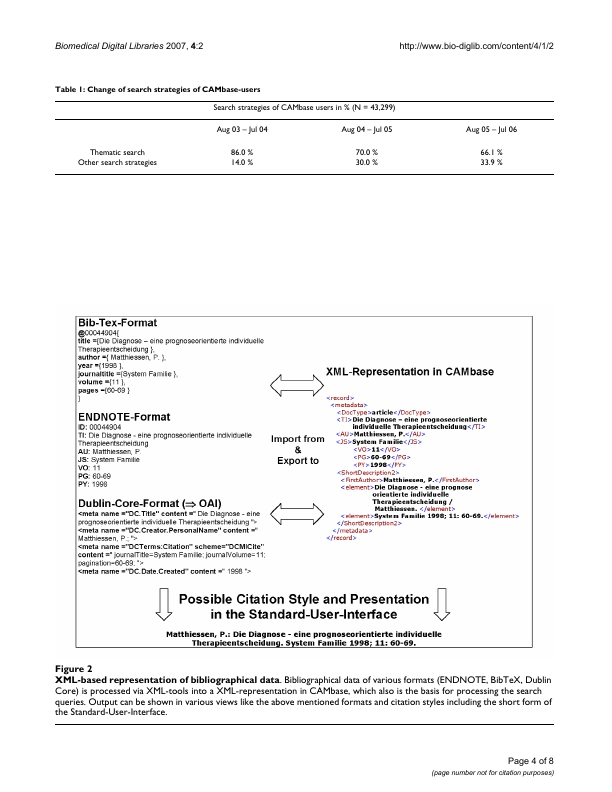 Biomedical Digital Libraries 2007, 4:2
http://www.bio-diglib.com/content/4/1/2
Table 1: Change of search strategies of CAMbase-users
Search strategies of CAMbase users in % (N = 43,299)
Aug 03 – Jul 04 Aug 04 – Jul 05 Aug 05 – Jul 06
Thematic search 86.0 % 70.0 % 66.1 %
Other search strategies 14.0 % 30.0 % 33.9 %
Bib-Tex-Format
@00044904{
title ={Die Diagnose – eine prognoseorientierte individuelle
Therapieentscheidung },
author ={ Matthiessen, P. },
year ={1998 },
journaltitle ={System Familie },
volume ={11 },
pages ={60-69 }
}
ENDNOTE-Format
ID: 00044904
TI: Die Diagnose - eine prognoseorientierte individuelle
Therapieentscheidung
AU: Matthiessen, P.
JS: System Familie
VO: 11
PG: 60-69
PY: 1998
Dublin-Core-Format (⇒ OAI)
<meta name ="DC.Title" content =" Die Diagnose - eine
prognoseorientierte individuelle Therapieentscheidung ">
<meta name ="DC.Creator.PersonalName" content ="
Matthiessen, P.; ">
<meta name ="DCTerms:Citation" scheme="DCMICite"
content =" journalTitle=System Familie; journalVolume=11;
pagination=60-69; ">
<meta name ="DC.Date.Created" content =" 1998 ">
Import from
&
Export to
XML-Representation in CAMbase
<record>
<metadata>
<DocType>article</DocType>
<TI>Die Diagnose - eine prognoseorientierte
individuelle Therapieentscheidung</TI>
<AU>Matthiessen, P.</AU>
<JS>System Familie</JS>
<VO>11</VO>
<PG>60-69</PG>
<PY>1998</PY>
<ShortDescription2>
<FirstAuthor>Matthiessen, P.</FirstAuthor>
<element>Die Diagnose - eine prognose
orientierte individuelle
Therapieentscheidung /
Matthiessen. </element>
<element>System Familie 1998; 11: 60-69.</element>
</ShortDescription2>
</metadata>
</record>
Possible Citation Style and Presentation
in the Standard-User-Interface
Matthiessen, P.: Die Diagnose - eine prognoseorientierte individuelle
Therapieentscheidung. System Familie 1998; 11: 60-69.
Figure 2
XML-based representation of bibliographical data. Bibliographical data of various formats (ENDNOTE, BibTeX, Dublin
Core) is processed via XML-tools into a XML-representation in CAMbase, which also is the basis for processing the search
queries. Output can be shown in various views like the above mentioned formats and citation styles including the short form of
the Standard-User-Interface.
Page 4 of 8
(page number not for citation purposes)